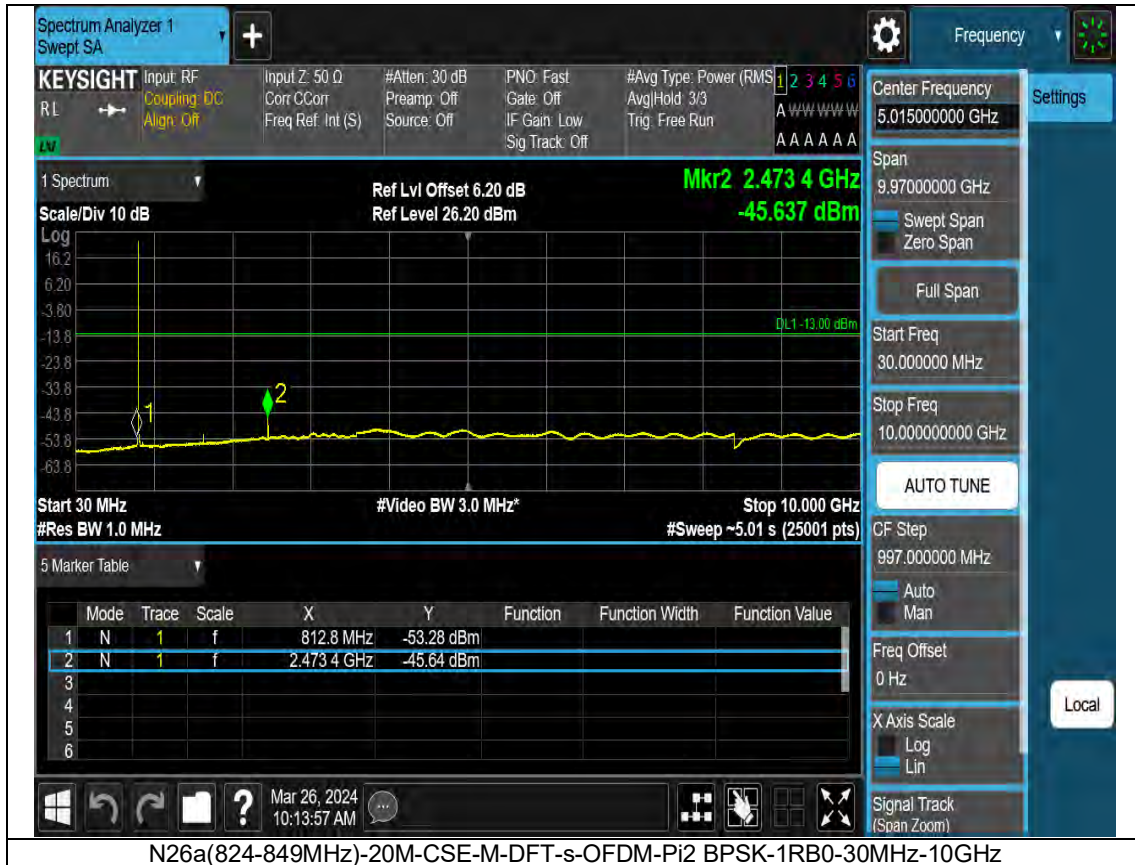 Spectrum Analyzer 1
Swept SA
+
Frequency
KEYSIGHT
RL
LXI
Input: RF
Coupling: DC
Align: Off
Input Z: 50 Ω
Corr CCorr
Freq Ref: Int (S)
#Atten: 30 dB
Preamp: Off
Source: Off
PNO: Fast
Gate: Off
IF Gain: Low
Sig Track: Off
#Avg Type: Power (RMS
Avg|Hold: 3/3
Trig: Free Run
1 2 3 4 5 6
A W W W W W
A A A A A A
1 Spectrum
Scale/Div 10 dB
Ref Lvl Offset 6.20 dB
Ref Level 26.20 dBm
Mkr2 2.473 4 GHz
-45.637 dBm
Log
16.2
6.20
-3.80
-13.8
-23.8
-33.8
-43.8
-53.8
-63.8
DL1 -13.00 dBm
1
2
Start 30 MHz
#Res BW 1.0 MHz
#Video BW 3.0 MHz*
Stop 10.000 GHz
#Sweep ~5.01 s (25001 pts)
5 Marker Table
Mode Trace Scale X Y Function Function Width Function Value
1 N 1 f 812.8 MHz -53.28 dBm
2 N 1 f 2.473 4 GHz -45.64 dBm
3
4
5
6
Center Frequency
5.015000000 GHz
Settings
Span
9.97000000 GHz
Swept Span
Zero Span
Full Span
Start Freq
30.000000 MHz
Stop Freq
10.000000000 GHz
AUTO TUNE
CF Step
997.000000 MHz
Auto
Man
Freq Offset
0 Hz
X Axis Scale
Log
Lin
Signal Track
(Span Zoom)
Local
?
Mar 26, 2024
10:13:57 AM
N26a(824-849MHz)-20M-CSE-M-DFT-s-OFDM-Pi2 BPSK-1RB0-30MHz-10GHz